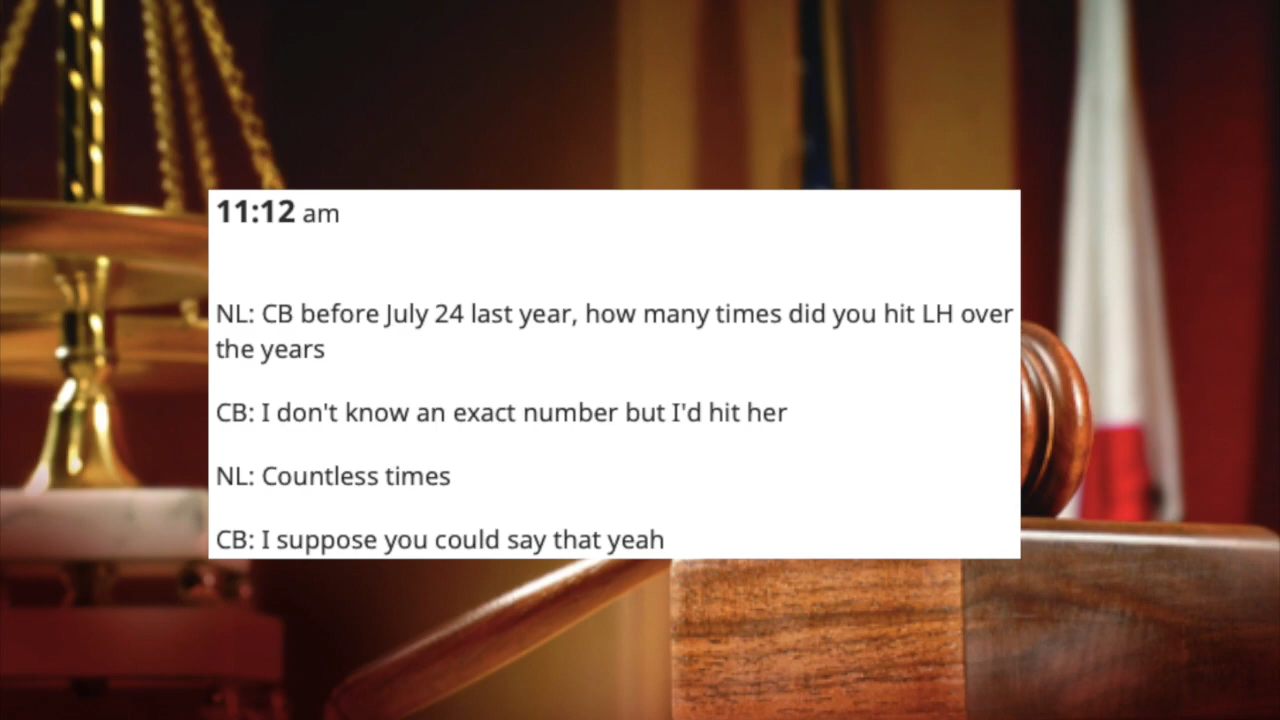 11:12 am
NL: CB before July 24 last year, how many times did you hit LH over
the years
CB: I don't know an exact number but I'd hit her
NL: Countless times
CB: I suppose you could say that yeah